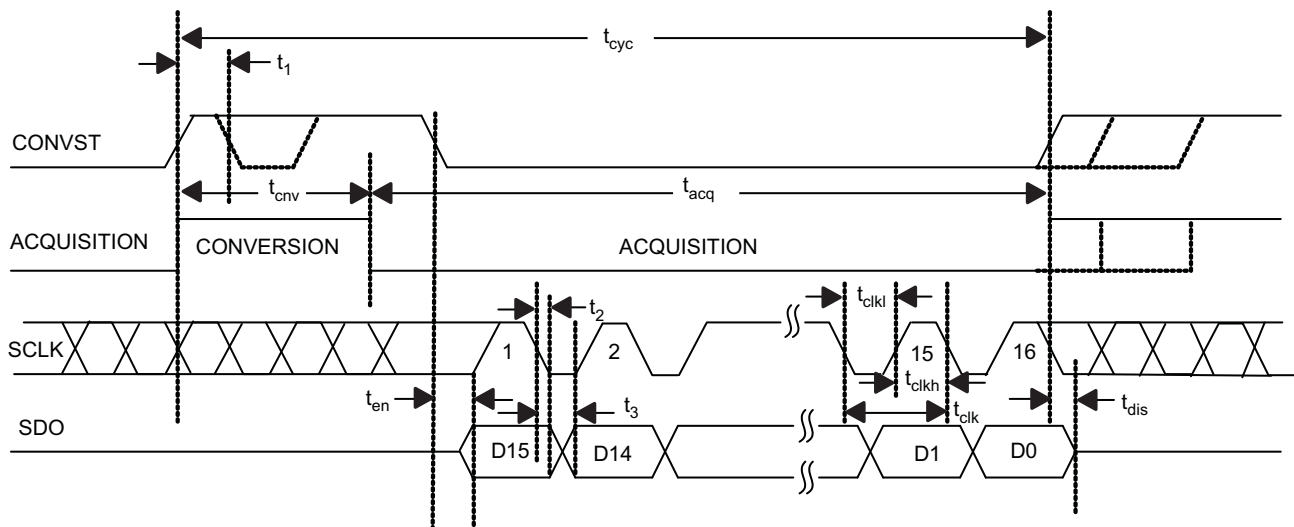 tcyc
t1
CONVST
tcnv
tacq
ACQUISITION
CONVERSION
ACQUISITION
t2
tclkl
SCLK
1
2
15
16
tclkh
ten
t3
tclk
tdis
SDO
D15
D14
D1
D0